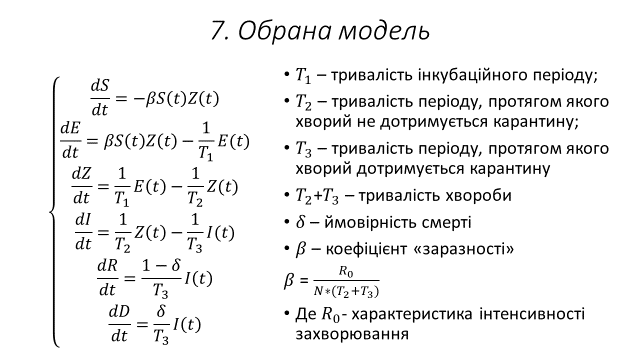 7. Обрана модель
dS/dt = −βS(t)Z(t)
dE/dt = βS(t)Z(t) − 1/T₁ E(t)
dZ/dt = 1/T₁ E(t) − 1/T₂ Z(t)
dI/dt = 1/T₂ Z(t) − 1/T₃ I(t)
dR/dt = (1 − δ)/T₃ I(t)
dD/dt = δ/T₃ I(t)
• T₁ – тривалість інкубаційного періоду;
• T₂ – тривалість періоду, протягом якого
хворий не дотримується карантину;
• T₃ – тривалість періоду, протягом якого
хворий дотримується карантину
• T₂+T₃ – тривалість хвороби
• δ – ймовірність смерті
• β – коефіцієнт «заразності»
β = R₀/(N∗(T₂+T₃))
• Де R₀- характеристика інтенсивності
захворювання